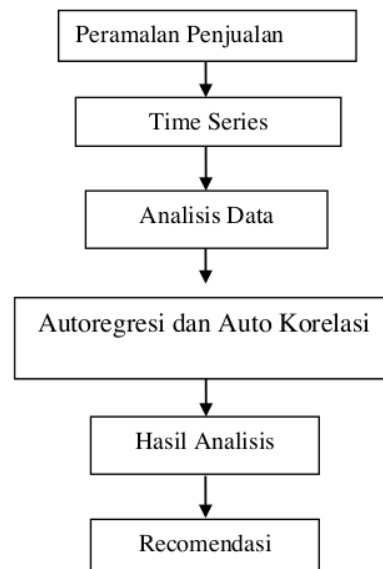 Peramalan Penjualan
Time Series
Analisis Data
Autoregresi dan Auto Korelasi
Hasil Analisis
Recomendasi